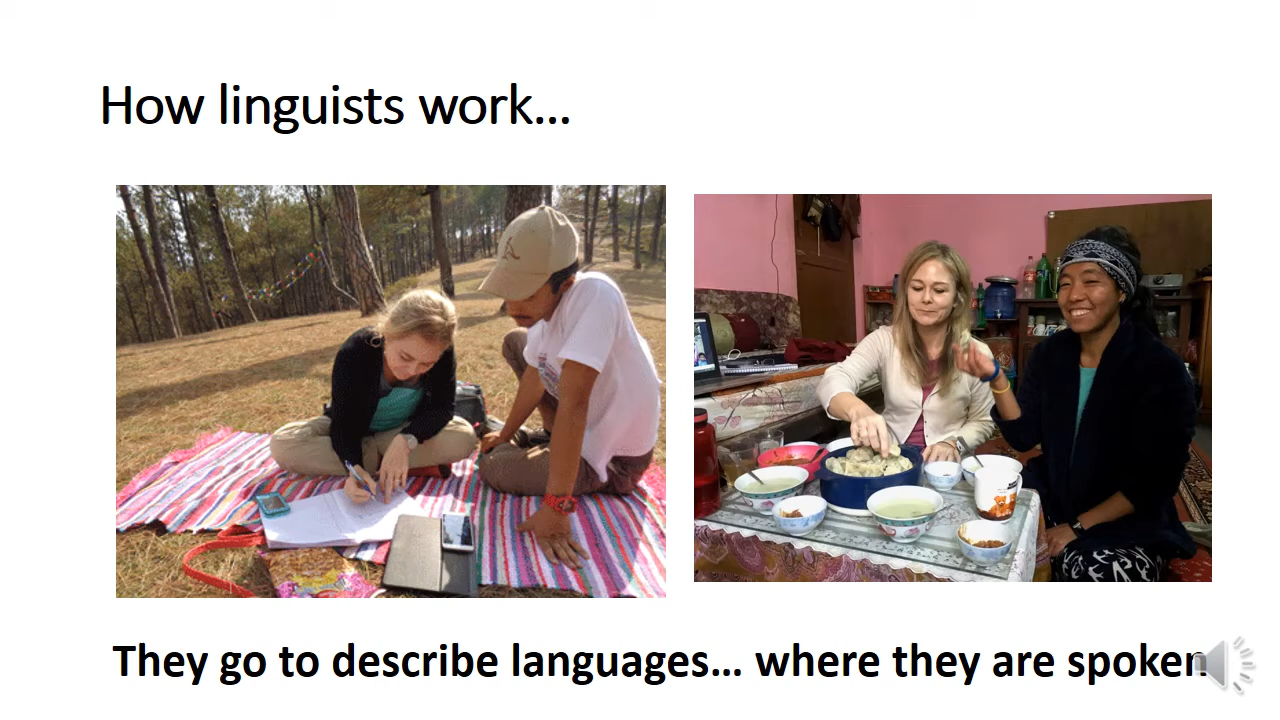 How linguists work...
They go to describe languages... where they are spoken